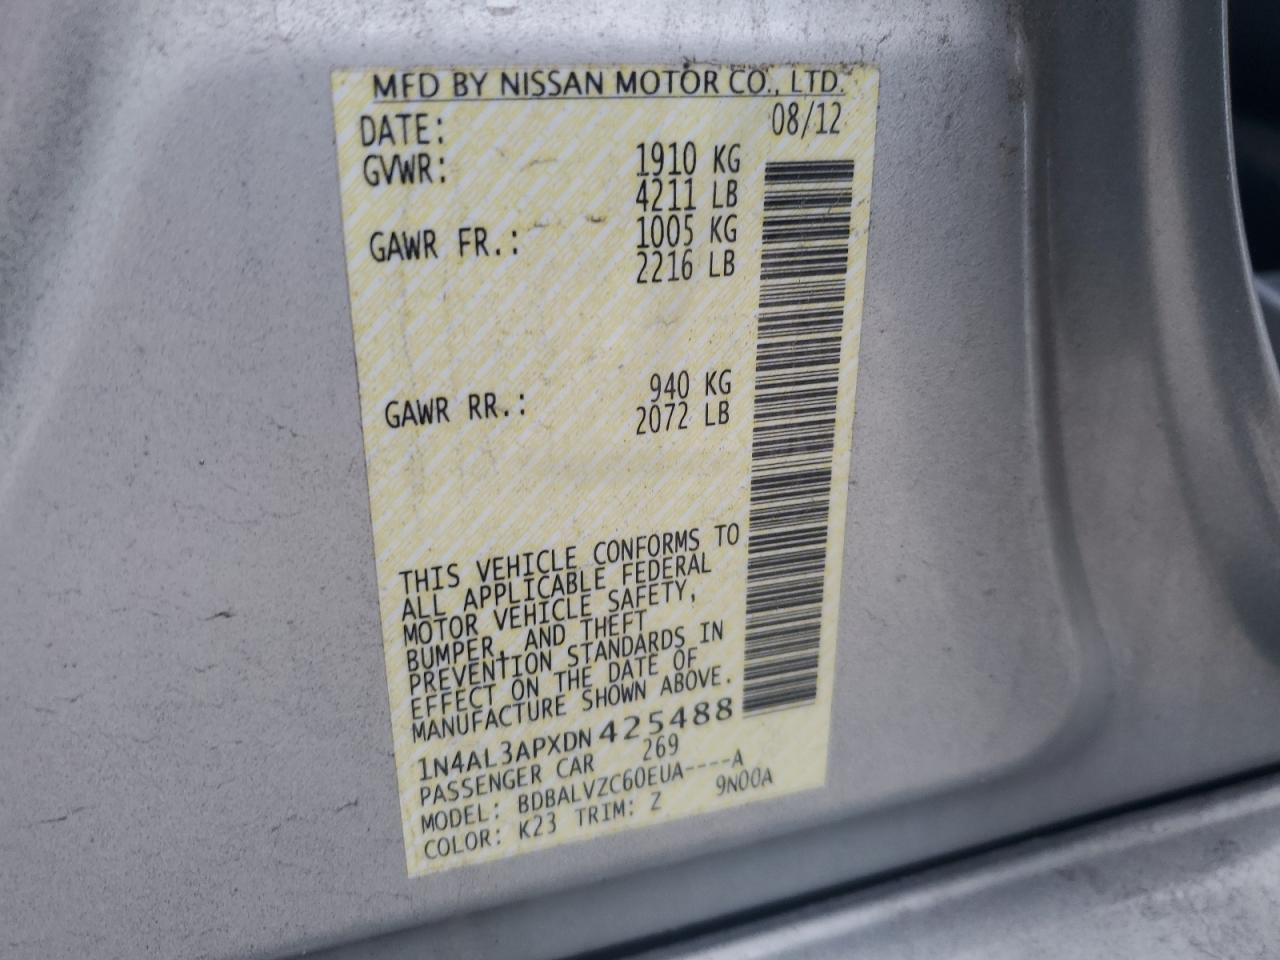 MFD BY NISSAN MOTOR CO., LTD.
DATE: 08/12
GVWR: 1910 KG
4211 LB
GAWR FR.: 1005 KG
2216 LB
GAWR RR.: 940 KG
2072 LB
THIS VEHICLE CONFORMS TO
ALL APPLICABLE FEDERAL
MOTOR VEHICLE SAFETY,
BUMPER, AND THEFT
PREVENTION STANDARDS IN
EFFECT ON THE DATE OF
MANUFACTURE SHOWN ABOVE.
1N4AL3APXDN425488
PASSENGER CAR 269
MODEL: BDBALVZC60EUA----A
COLOR: K23 TRIM: Z 9N00A